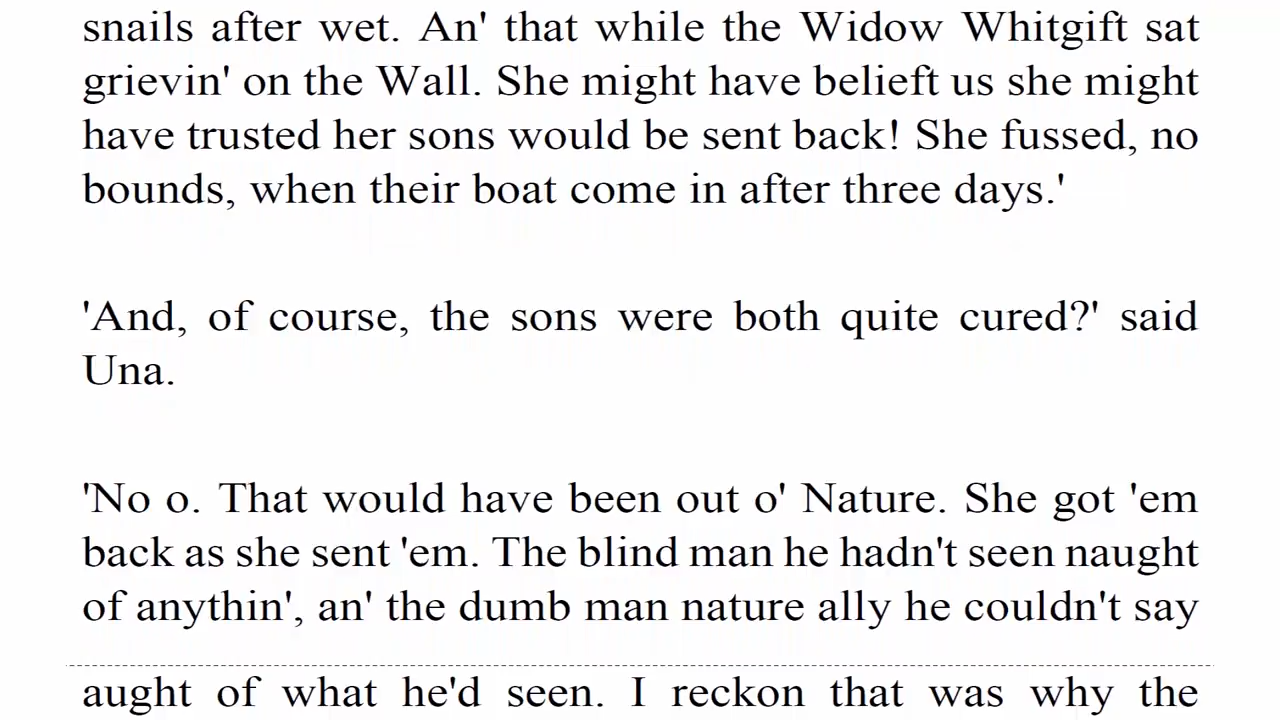 snails after wet. An' that while the Widow Whitgift sat
grievin' on the Wall. She might have belieft us she might
have trusted her sons would be sent back! She fussed, no
bounds, when their boat come in after three days.'
'And, of course, the sons were both quite cured?' said
Una.
'No o. That would have been out o' Nature. She got 'em
back as she sent 'em. The blind man he hadn't seen naught
of anythin', an' the dumb man nature ally he couldn't say
aught of what he'd seen. I reckon that was why the